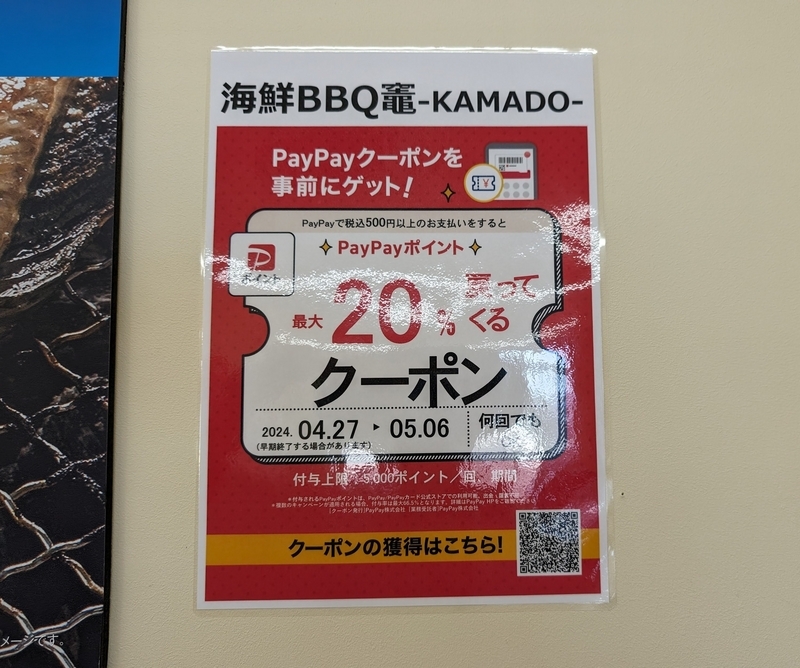 海鮮BBQ竈-KAMADO-
PayPayクーポンを
事前にゲット!
PayPayで税込500円以上のお支払いをすると
PayPayポイント
ポイント
最大20%戻ってくる
クーポン
2024. 04.27 ▶ 05.06
何回でも
(早期終了する場合があります)
付与上限 5,000ポイント/回、期間
クーポンの獲得はこちら!
メージです。